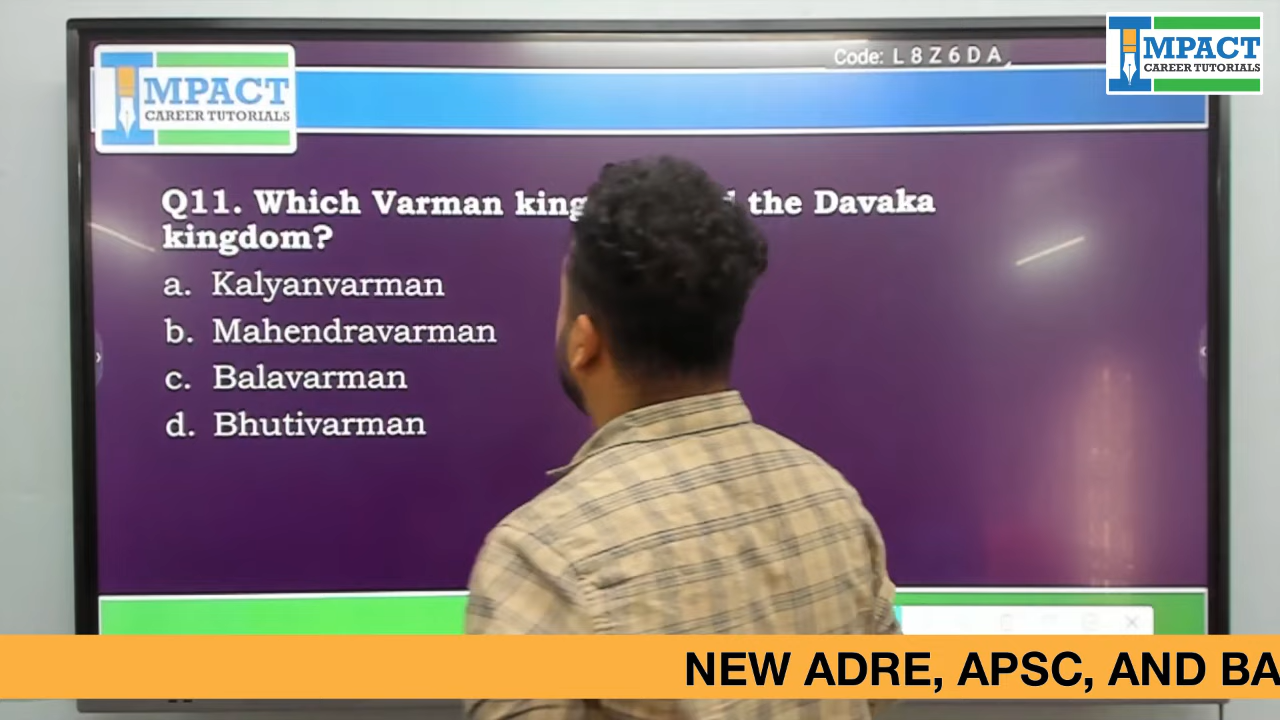 Code: L8Z6DA
MPACT
CAREER TUTORIALS
MPACT
CAREER TUTORIALS
Q11. Which Varman king the Davaka
kingdom?
a. Kalyanvarman
b. Mahendravarman
c. Balavarman
d. Bhutivarman
NEW ADRE, APSC, AND BA